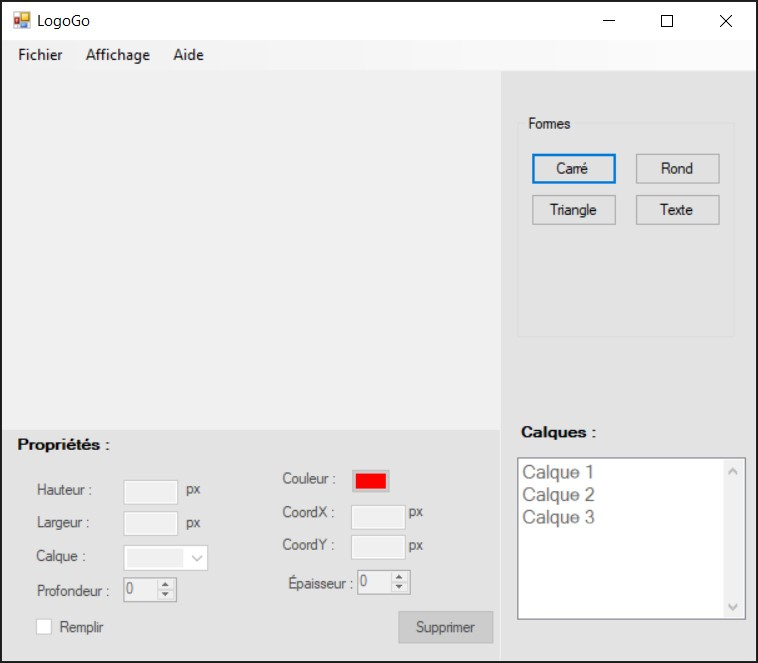 LogoGo
Fichier Affichage Aide
Formes
Carré Rond
Triangle Texte
Propriétés :
Hauteur : px
Largeur : px
Calque :
Profondeur : 0
Remplir
Couleur :
CoordX : px
CoordY : px
Épaisseur : 0
Supprimer
Calques :
Calque 1
Calque 2
Calque 3